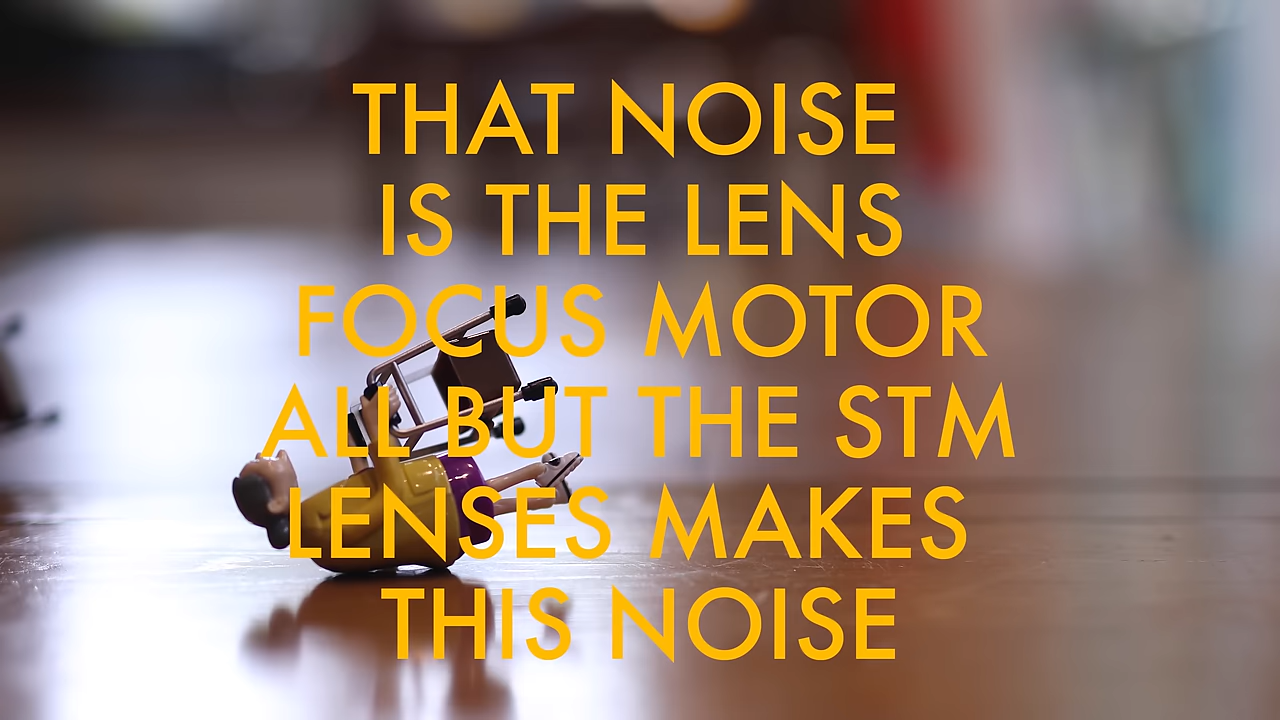 THAT NOISE
IS THE LENS
FOCUS MOTOR
ALL BUT THE STM
LENSES MAKES
THIS NOISE